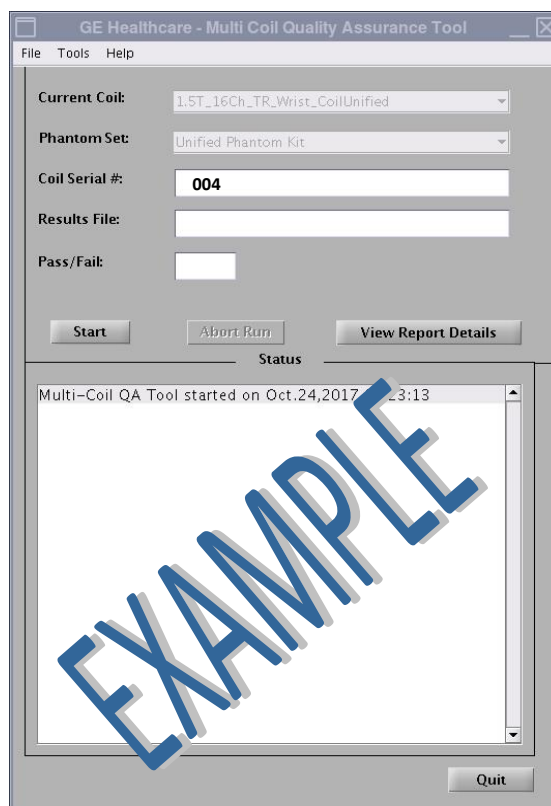 GE Healthcare - Multi Coil Quality Assurance Tool
File Tools Help
Current Coil: 1.5T_16Ch_TR_Wrist_CoilUnified
Phantom Set: Unified Phantom Kit
Coil Serial #: 004
Results File:
Pass/Fail:
Start Abort Run View Report Details
Status
Multi-Coil QA Tool started on Oct.24,2017 23:13
EXAMPLE
Quit